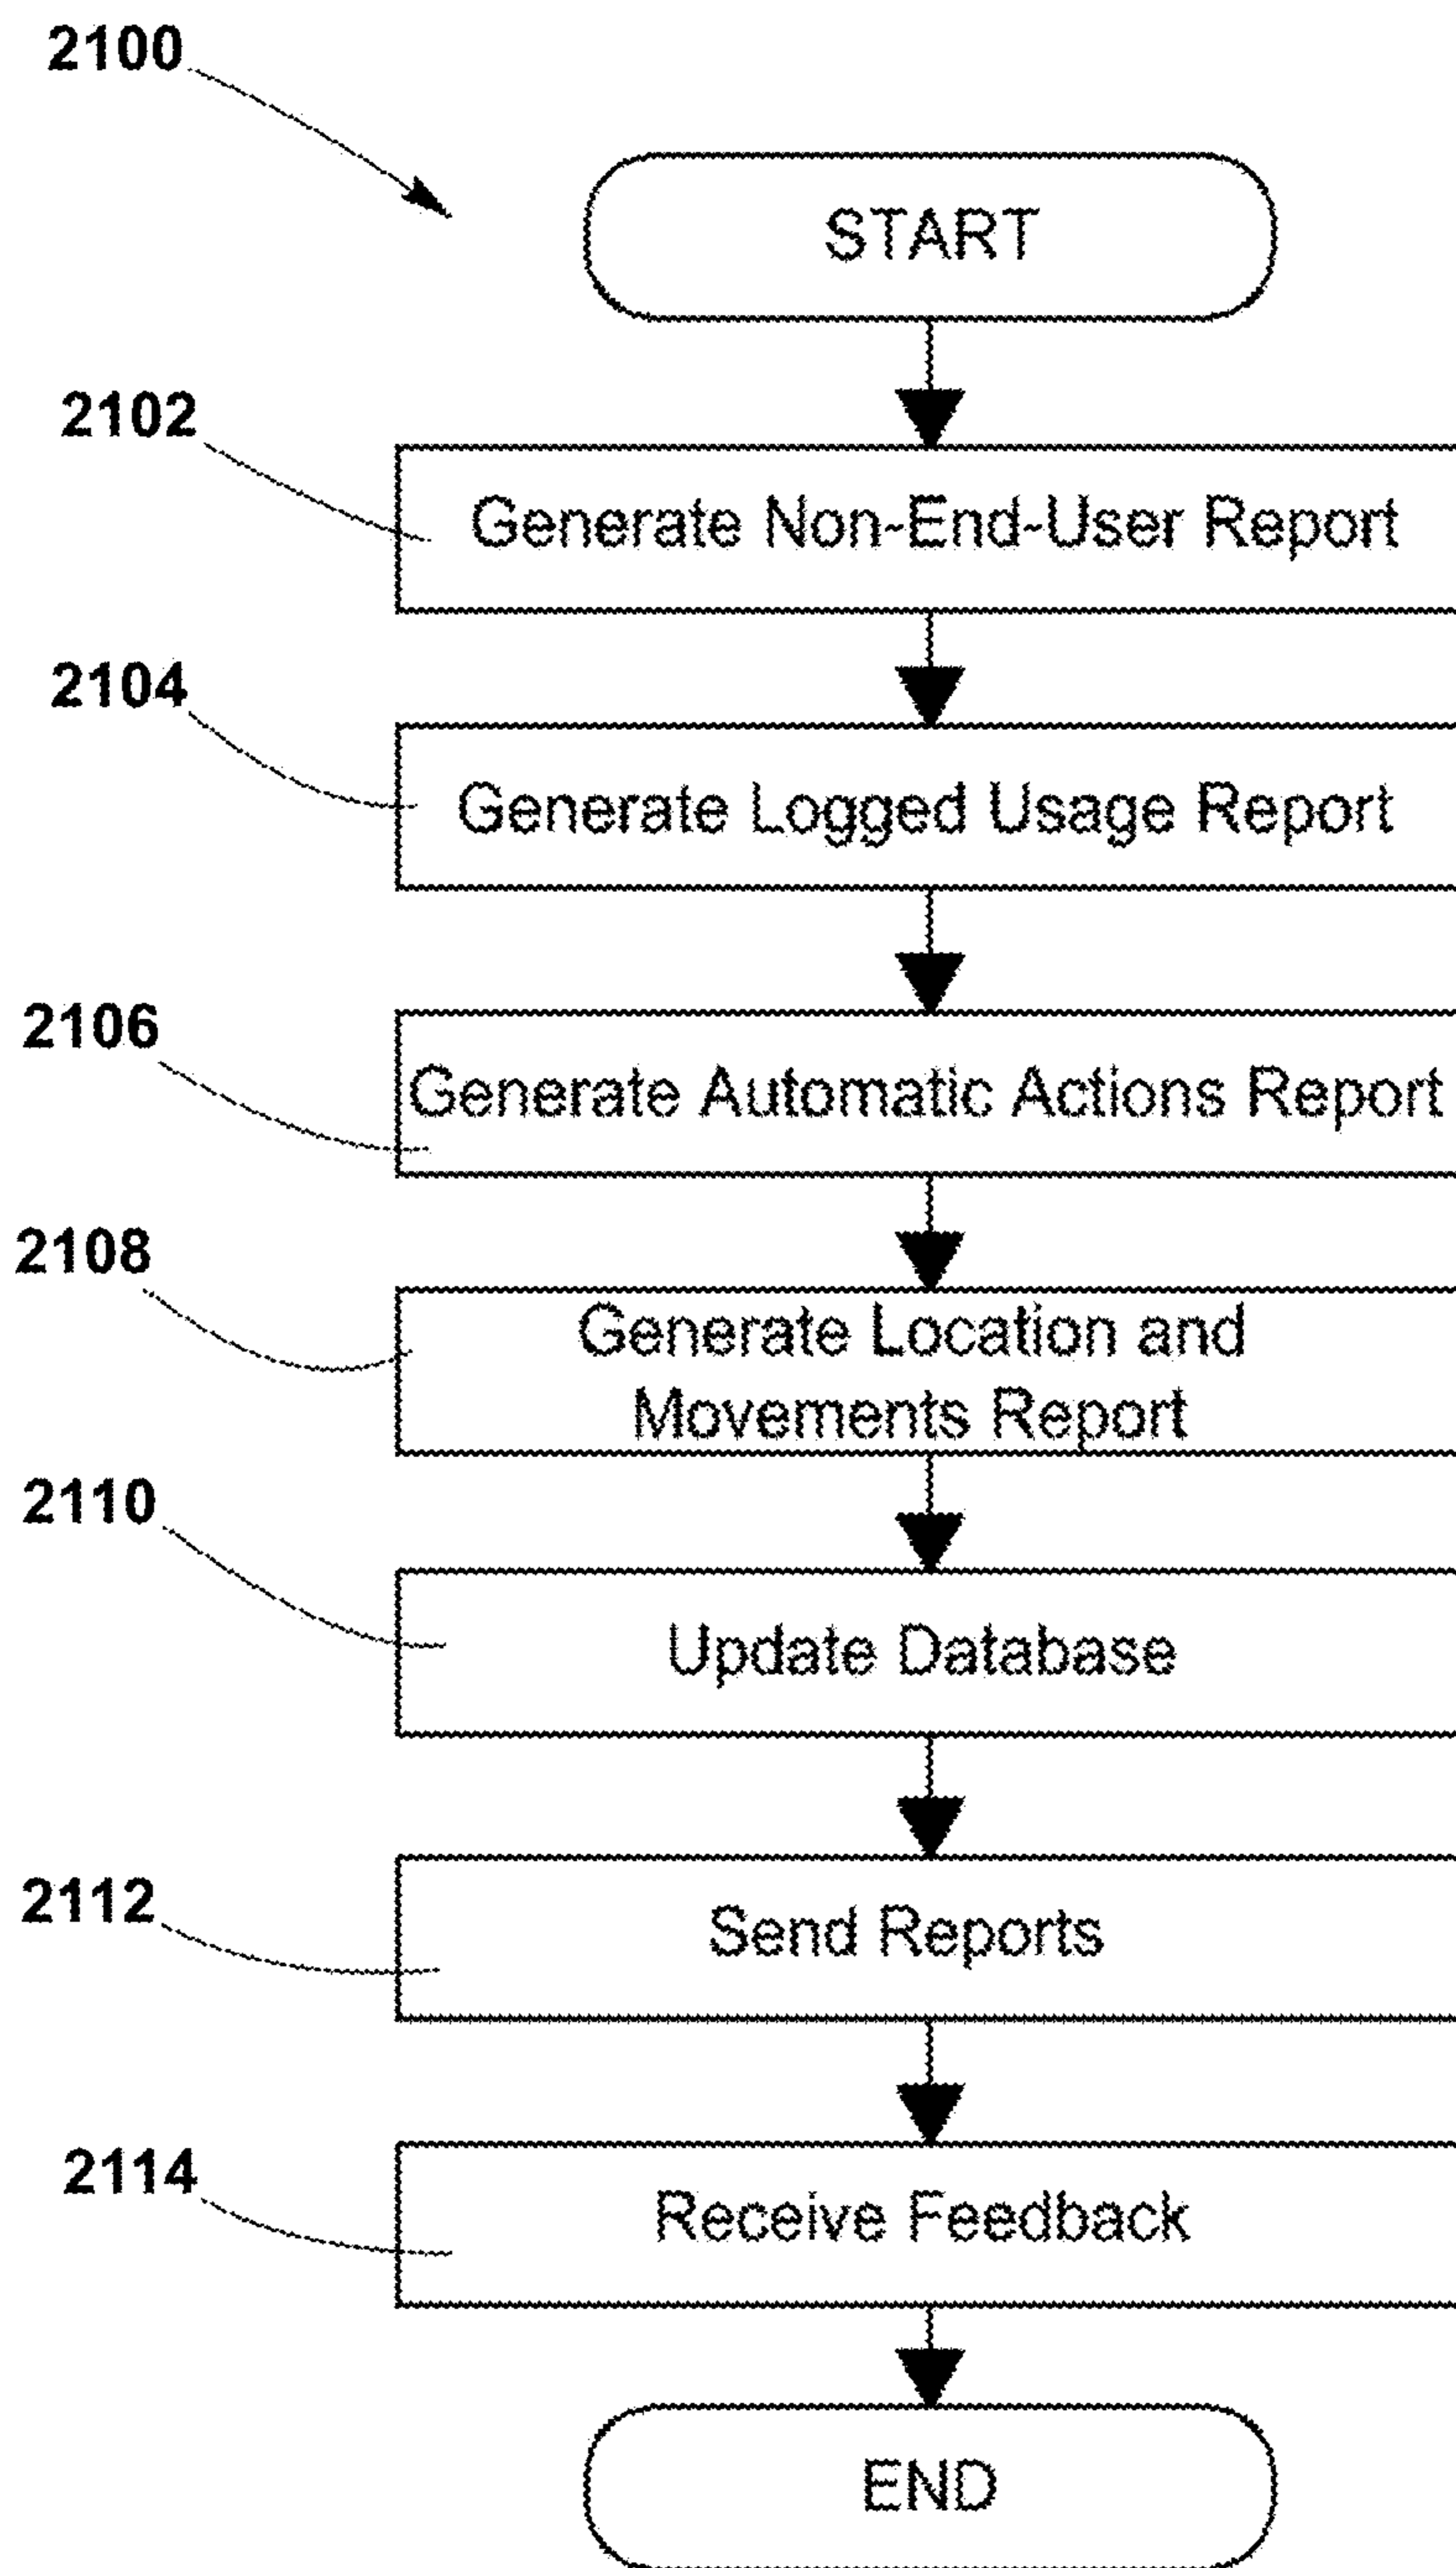 2100
START
2102
Generate Non-End-User Report
2104
Generate Logged Usage Report
2106
Generate Automatic Actions Report
2108
Generate Location and
Movements Report
2110
Update Database
2112
Send Reports
2114
Receive Feedback
END